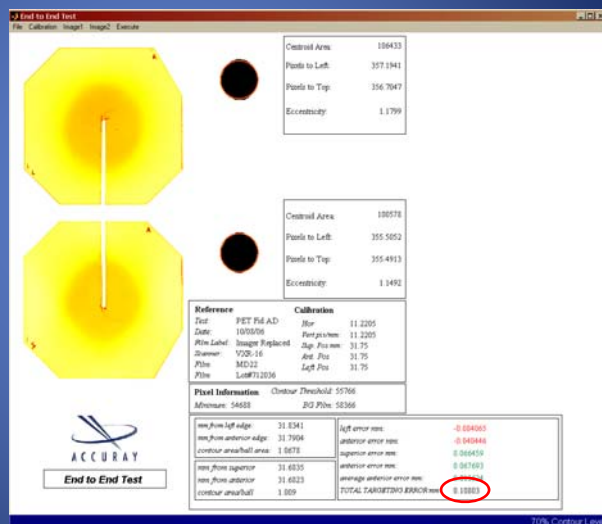 End to End Test
File Calibration Image1 Image2 Execute
Centroid Area: 106433
Pixels to Left: 357.1941
Pixels to Top: 356.7047
Eccentricity: 1.1799
Centroid Area: 100578
Pixels to Left: 355.5052
Pixels to Top: 355.4913
Eccentricity: 1.1492
Reference Calibration
Test: PET Fid AD Hor 11.2205
Date: 10/08/06 Vert pix/mm: 11.2205
Film Label: Imager Replaced Sup. Pos mm: 31.75
Scanner: VXR-16 Ant. Pos 31.75
Film MD22 Left Pos 31.75
Film Lot#712036
Pixel Information Contour Threshold: 55766
Minimum: 54688 BG Film: 58366
mm from left edge: 31.8341
mm from anterior edge: 31.7904
contour area/ball area: 1.0678
mm from superior 31.6835
mm from anterior 31.6823
contour area/ball 1.009
left error mm:
anterior error mm: -0.040446
superior error mm: 0.066459
anterior error mm: 0.067693
average anterior error mm:
TOTAL TARGETING ERROR mm: 0.10803
ACCURAY
End to End Test
70% Contour Level